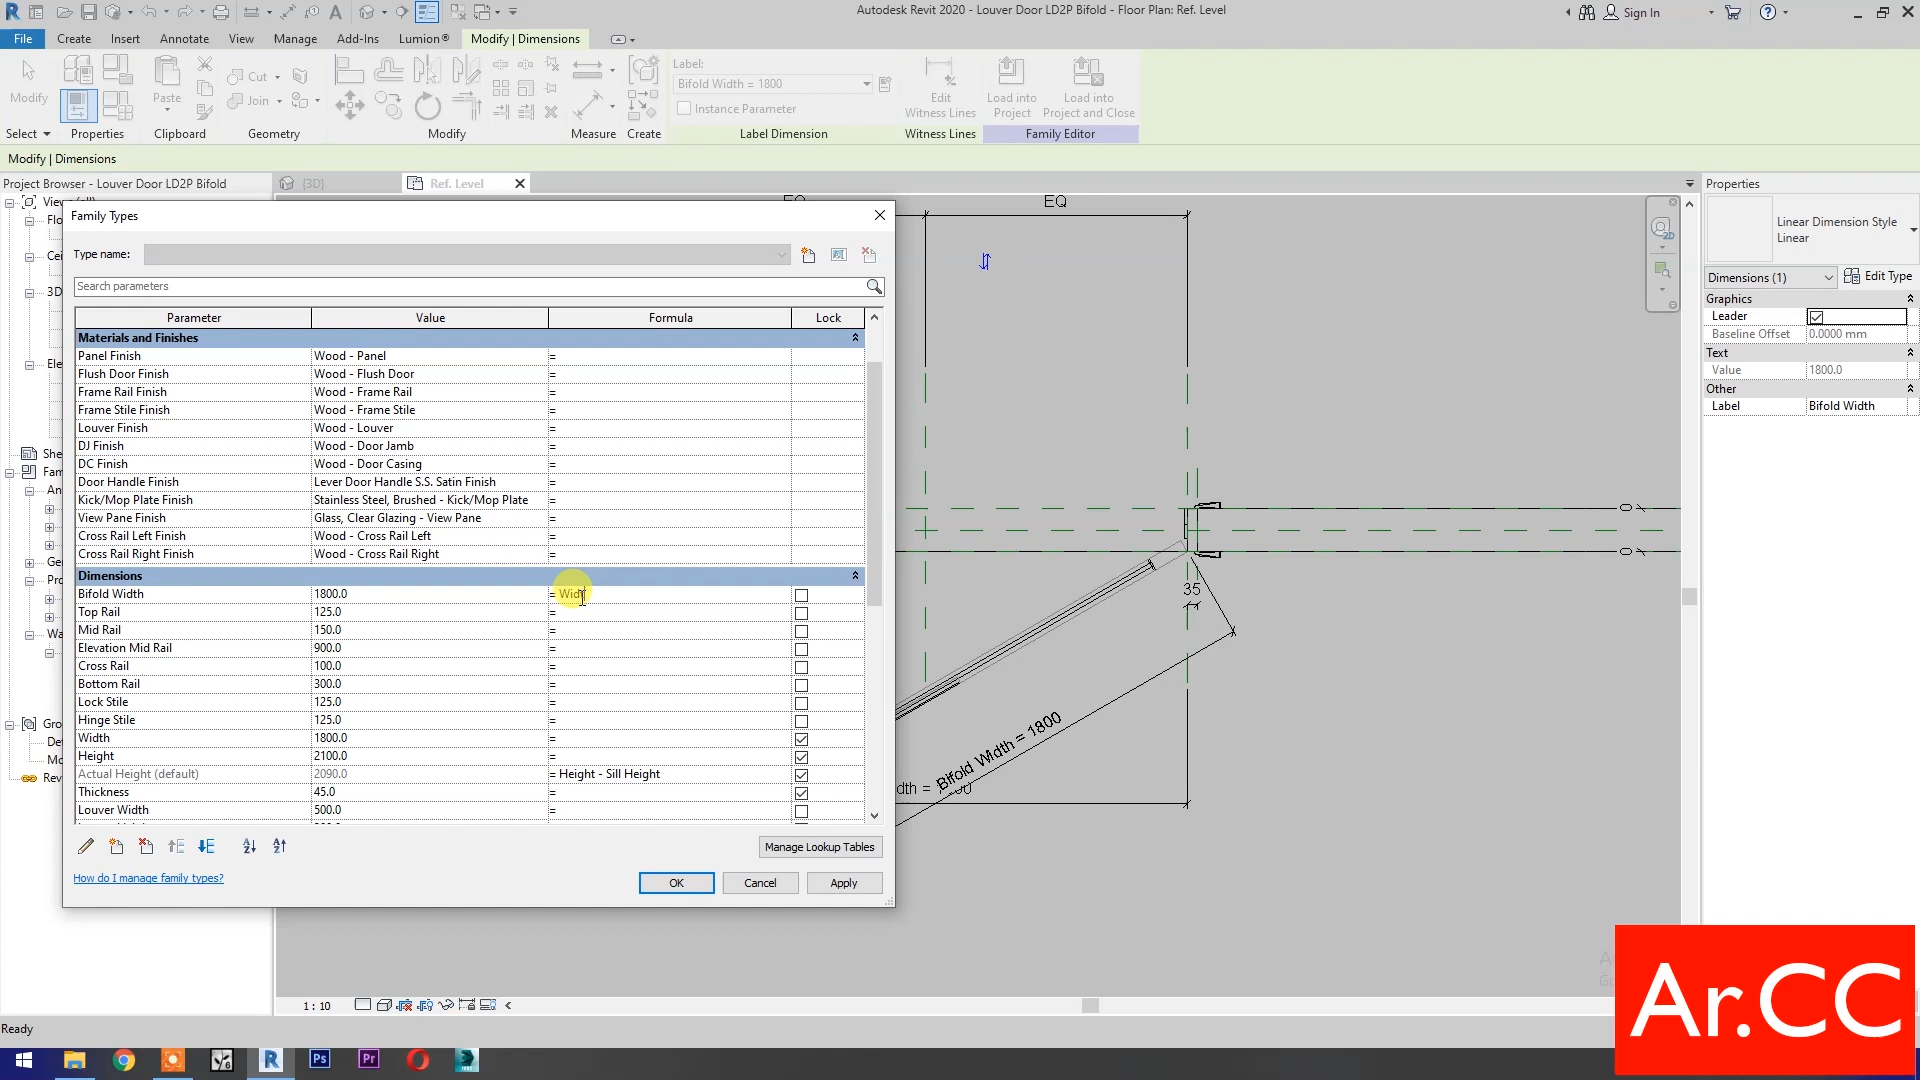 Autodesk Revit 2020 - Louver Door LD2P Bifold - Floor Plan: Ref. Level
Sign In
File Create Insert Annotate View Manage Add-Ins Lumion® Modify | Dimensions
Modify
Paste
Cut
Join
Label:
Bifold Width = 1800
Instance Parameter
Edit
Witness Lines
Load into
Project
Load into
Project and Close
Select Properties Clipboard Geometry Modify Measure Create Label Dimension Witness Lines Family Editor
Modify | Dimensions
Project Browser - Louver Door LD2P Bifold
{3D}
Ref. Level
Properties
Family Types
Type name:
Search parameters
Parameter Value Formula Lock
Materials and Finishes
Panel Finish Wood - Panel =
Flush Door Finish Wood - Flush Door =
Frame Rail Finish Wood - Frame Rail =
Frame Stile Finish Wood - Frame Stile =
Louver Finish Wood - Louver =
DJ Finish Wood - Door Jamb =
DC Finish Wood - Door Casing =
Door Handle Finish Lever Door Handle S.S. Satin Finish =
Kick/Mop Plate Finish Stainless Steel, Brushed - Kick/Mop Plate =
View Pane Finish Glass, Clear Glazing - View Pane =
Cross Rail Left Finish Wood - Cross Rail Left =
Cross Rail Right Finish Wood - Cross Rail Right =
Dimensions
Bifold Width 1800.0 = Widt
Top Rail 125.0 =
Mid Rail 150.0 =
Elevation Mid Rail 900.0 =
Cross Rail 100.0 =
Bottom Rail 300.0 =
Lock Stile 125.0 =
Hinge Stile 125.0 =
Width 1800.0 =
Height 2100.0 =
Actual Height (default) 2090.0 = Height - Sill Height
Thickness 45.0 =
Louver Width 500.0 =
Manage Lookup Tables
How do I manage family types?
OK Cancel Apply
EQ
35
0
0
Bifold Width = 1800
dth =
Linear Dimension Style
Linear
Dimensions (1)
Edit Type
Graphics
Leader
Baseline Offset 0.0000 mm
Text
Value 1800.0
Other
Label Bifold Width
1 : 10
Ready
Ar.CC